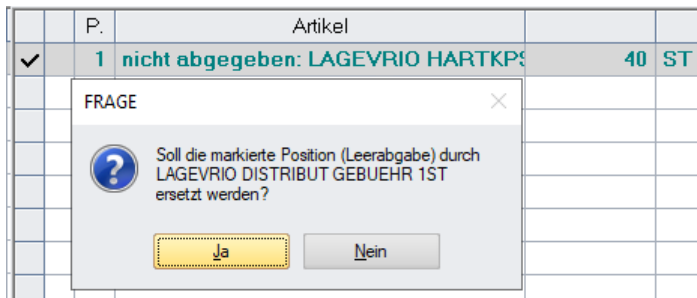 P. Artikel
1 nicht abgegeben: LAGEVRIO HARTKPS 40 ST
FRAGE
Soll die markierte Position (Leerabgabe) durch
LAGEVRIO DISTRIBUT GEBUEHR 1ST
ersetzt werden?
Ja Nein